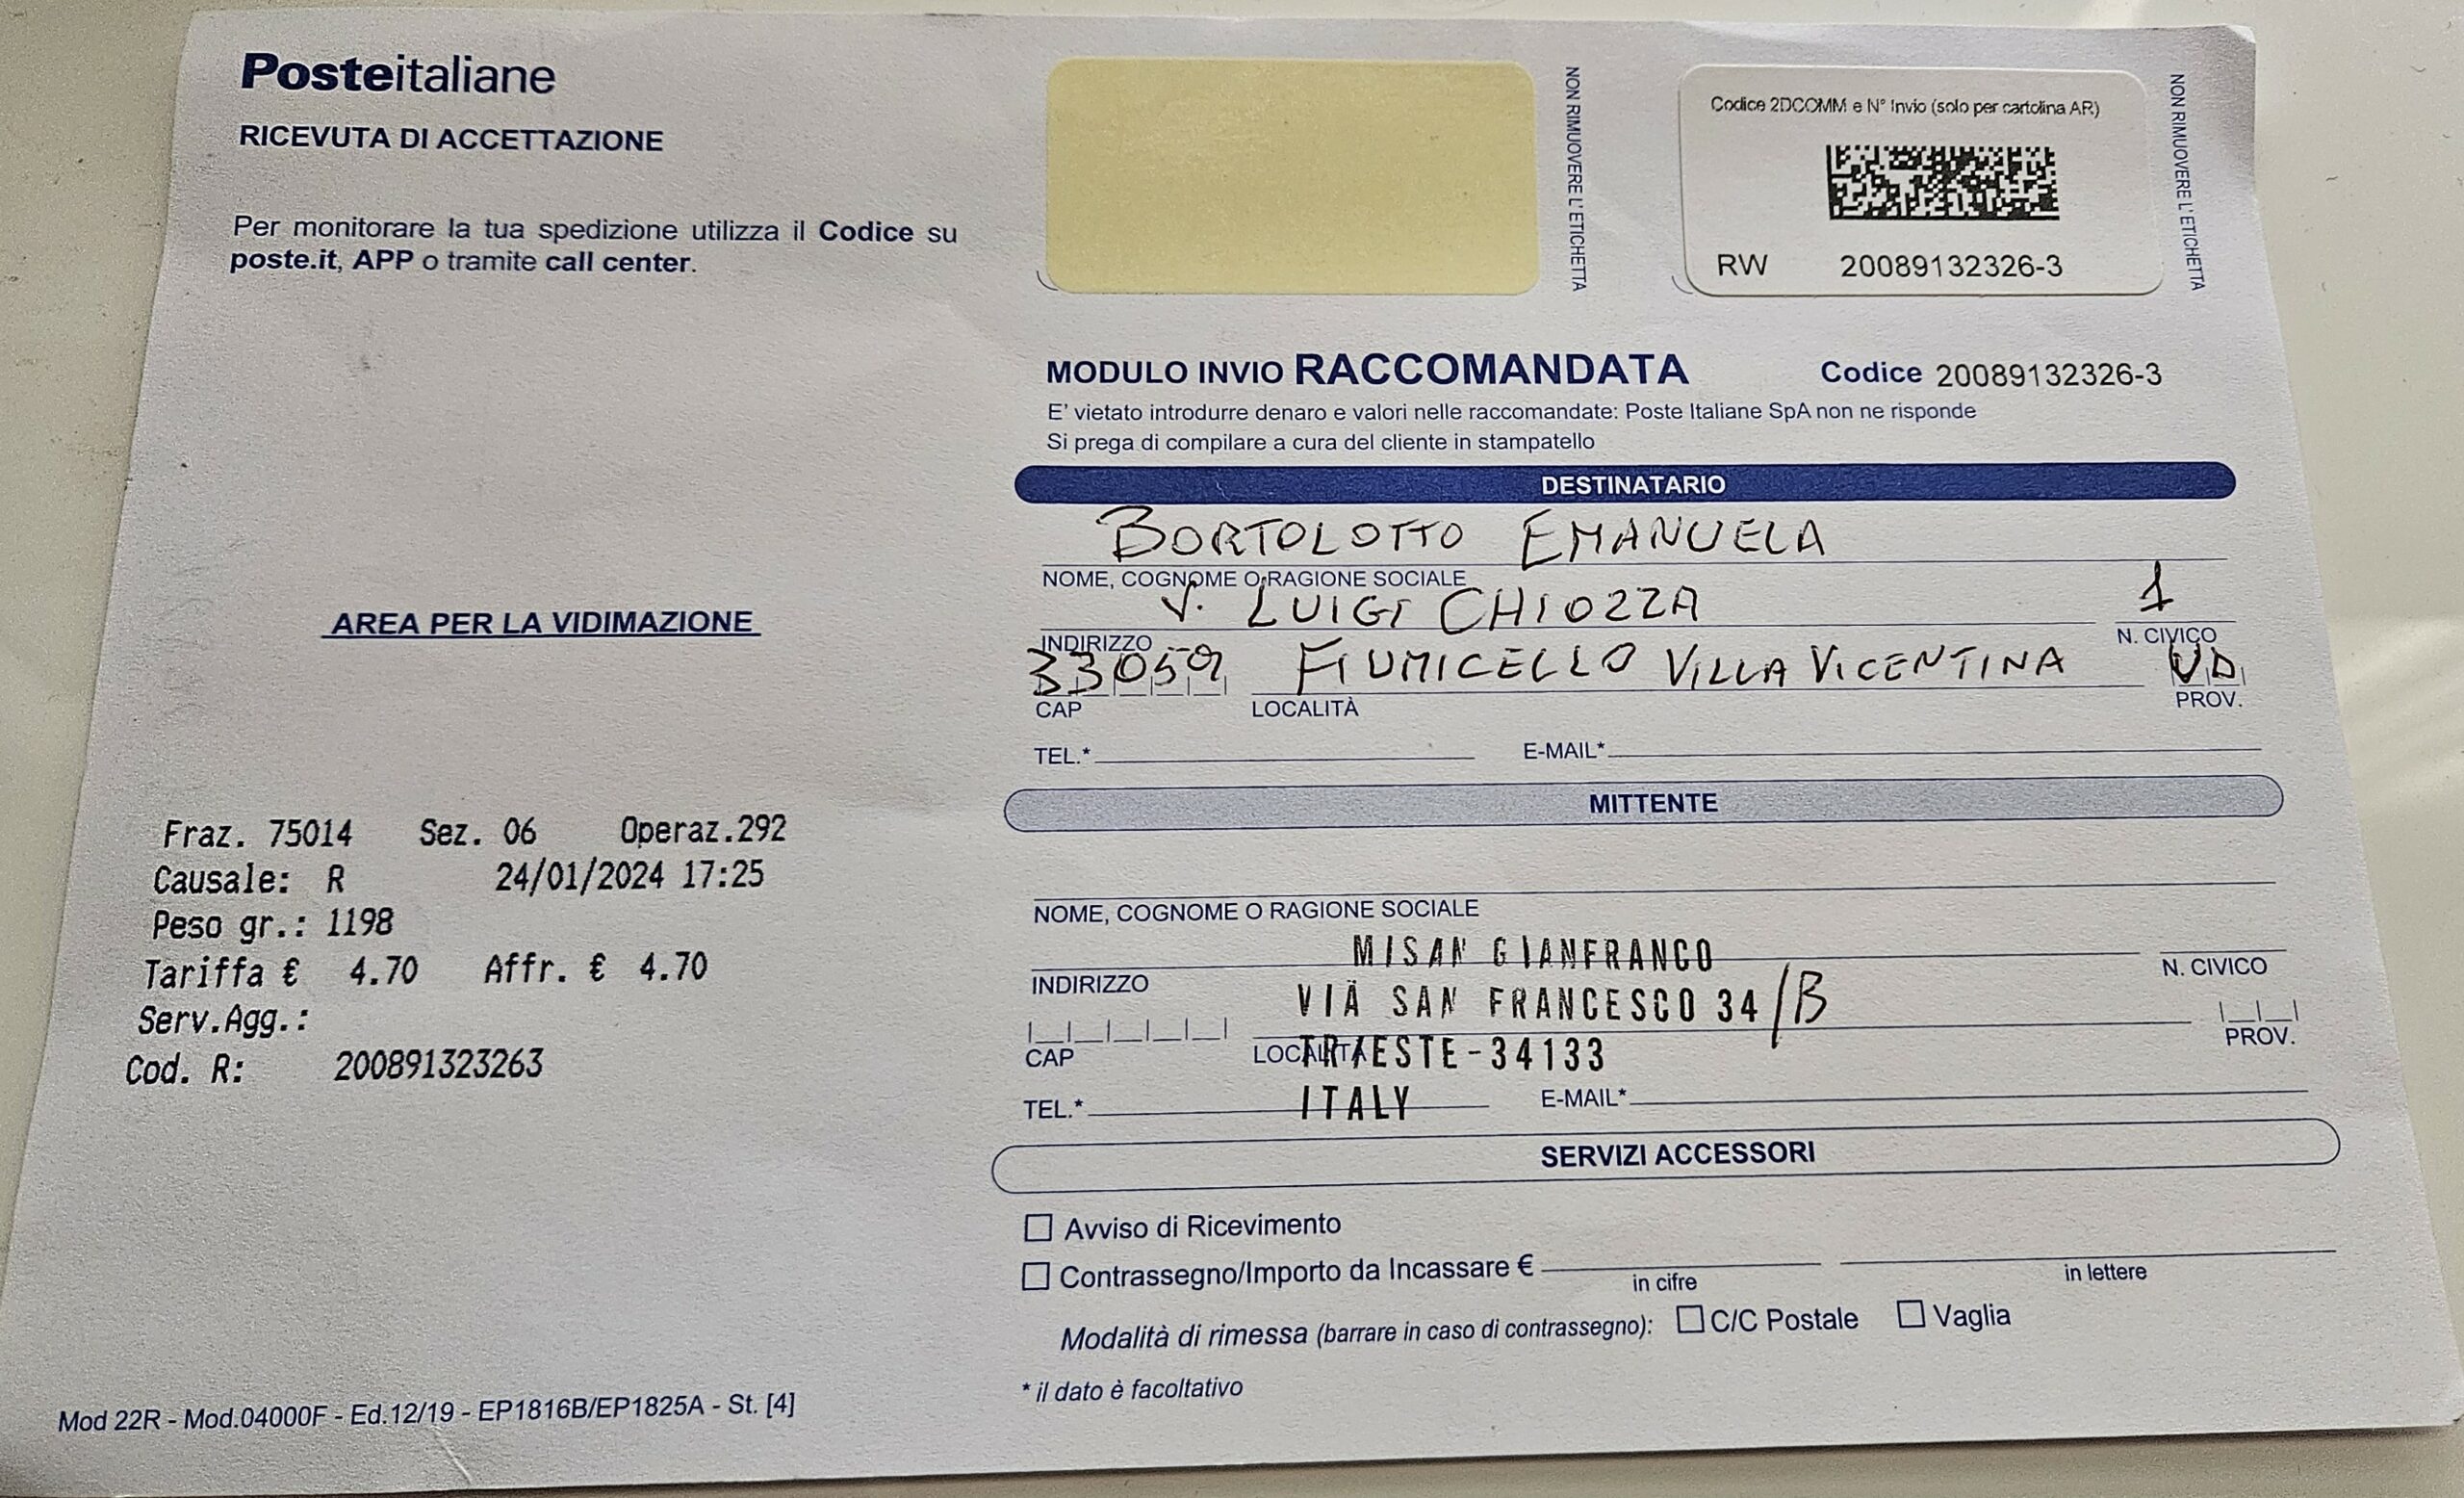 Posteitaliane
RICEVUTA DI ACCETTAZIONE
Per monitorare la tua spedizione utilizza il Codice su
poste.it, APP o tramite call center.
AREA PER LA VIDIMAZIONE
Fraz. 75014 Sez. 06 Operaz.292
Causale: R 24/01/2024 17:25
Peso gr.: 1198
Tariffa € 4.70 Affr. € 4.70
Serv.Agg.:
Cod. R: 200891323263
Mod 22R - Mod.04000F - Ed.12/19 - EP1816B/EP1825A - St. [4]
NON RIMUOVERE L'ETICHETTA
Codice 2DCOMM e N° Invio (solo per cartolina AR)
RW 20089132326-3
NON RIMUOVERE L'ETICHETTA
MODULO INVIO RACCOMANDATA Codice 20089132326-3
E' vietato introdurre denaro e valori nelle raccomandate: Poste Italiane SpA non ne risponde
Si prega di compilare a cura del cliente in stampatello
DESTINATARIO
BORTOLOTTO EMANUELA
NOME, COGNOME O RAGIONE SOCIALE
V. LUIGI CHIOZZA 1
INDIRIZZO N. CIVICO
33059 FIUMICELLO VILLA VICENTINA UD
CAP LOCALITÀ PROV.
TEL.* E-MAIL*
MITTENTE
NOME, COGNOME O RAGIONE SOCIALE
MISAN GIANFRANCO
INDIRIZZO N. CIVICO
VIA SAN FRANCESCO 34/B
CAP LOCALITÀ PROV.
TRIESTE-34133
ITALY
TEL.* E-MAIL*
SERVIZI ACCESSORI
Avviso di Ricevimento
Contrassegno/Importo da Incassare €
in cifre in lettere
Modalità di rimessa (barrare in caso di contrassegno): C/C Postale Vaglia
* il dato è facoltativo